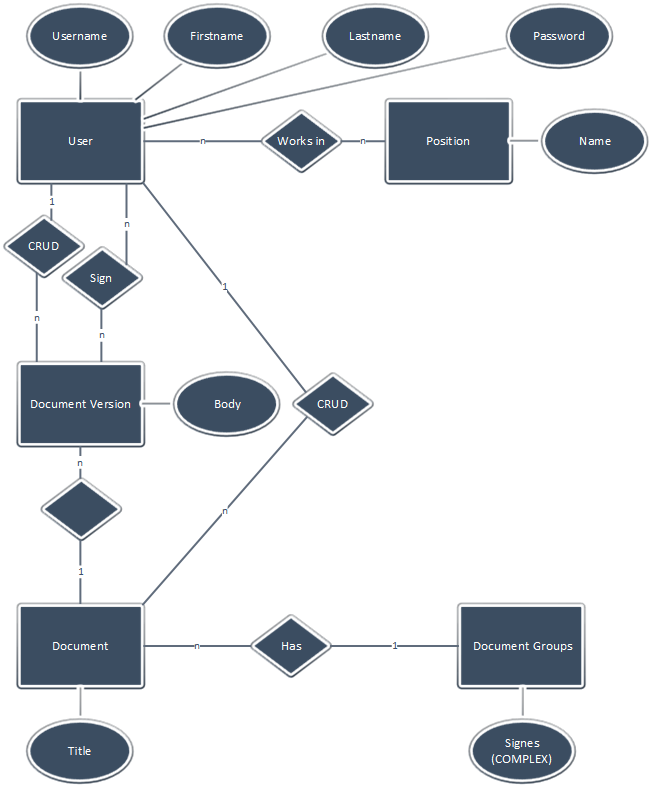 Username
Firstname
Lastname
Password
User
n
Works in
n
Position
Name
1
n
CRUD
Sign
1
n
n
Document Version
Body
CRUD
n
n
1
Document
n
Has
1
Document Groups
Title
Signes
(COMPLEX)